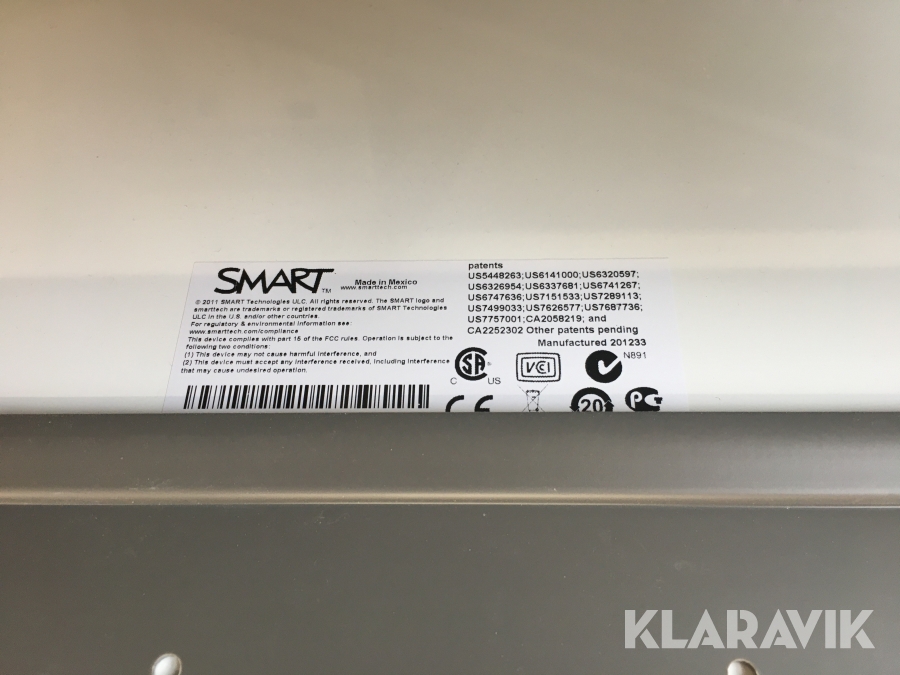 SMART™
Made in Mexico
www.smarttech.com
© 2011 SMART Technologies ULC. All rights reserved. The SMART logo and
smarttech are trademarks or registered trademarks of SMART Technologies
ULC in the U.S. and/or other countries.
For regulatory & environmental information see:
www.smarttech.com/compliance
This device complies with part 15 of the FCC rules. Operation is subject to the
following two conditions:
(1) This device may not cause harmful interference, and
(2) This device must accept any interference received, including interference
that may cause undesired operation.
patents
US5448263;US6141000;US6320597;
US6326954;US6337681;US6741267;
US6747636;US7151533;US7289113;
US7499033;US7626577;US7687736;
US7757001;CA2058219; and
CA2252302 Other patents pending
Manufactured 201233
C SA US
VCI
N891
CE
20
PC
KLARAVIK